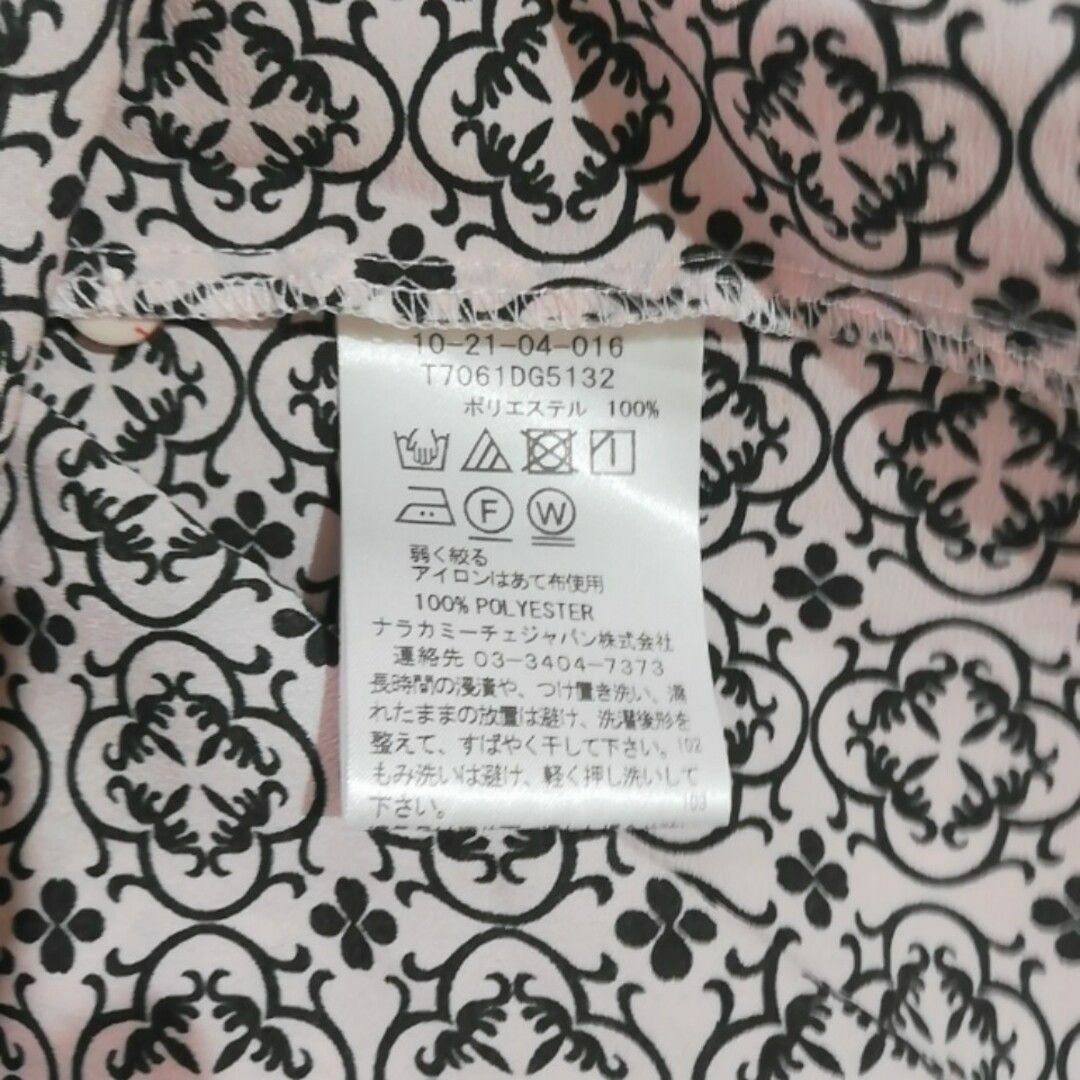 10-21-04-016
T7061DG5132
ポリエステル 100%
F W
弱く絞る
アイロンはあて布使用
100% POLYESTER
ナラカミーチェジャパン株式会社
連絡先 03-3404-7373
長時間の浸漬や、つけ置き洗い、濡
れたままの放置は避け、洗濯後形を
整えて、すばやく干して下さい。102
もみ洗いは避け、軽く押し洗いして
下さい。 103